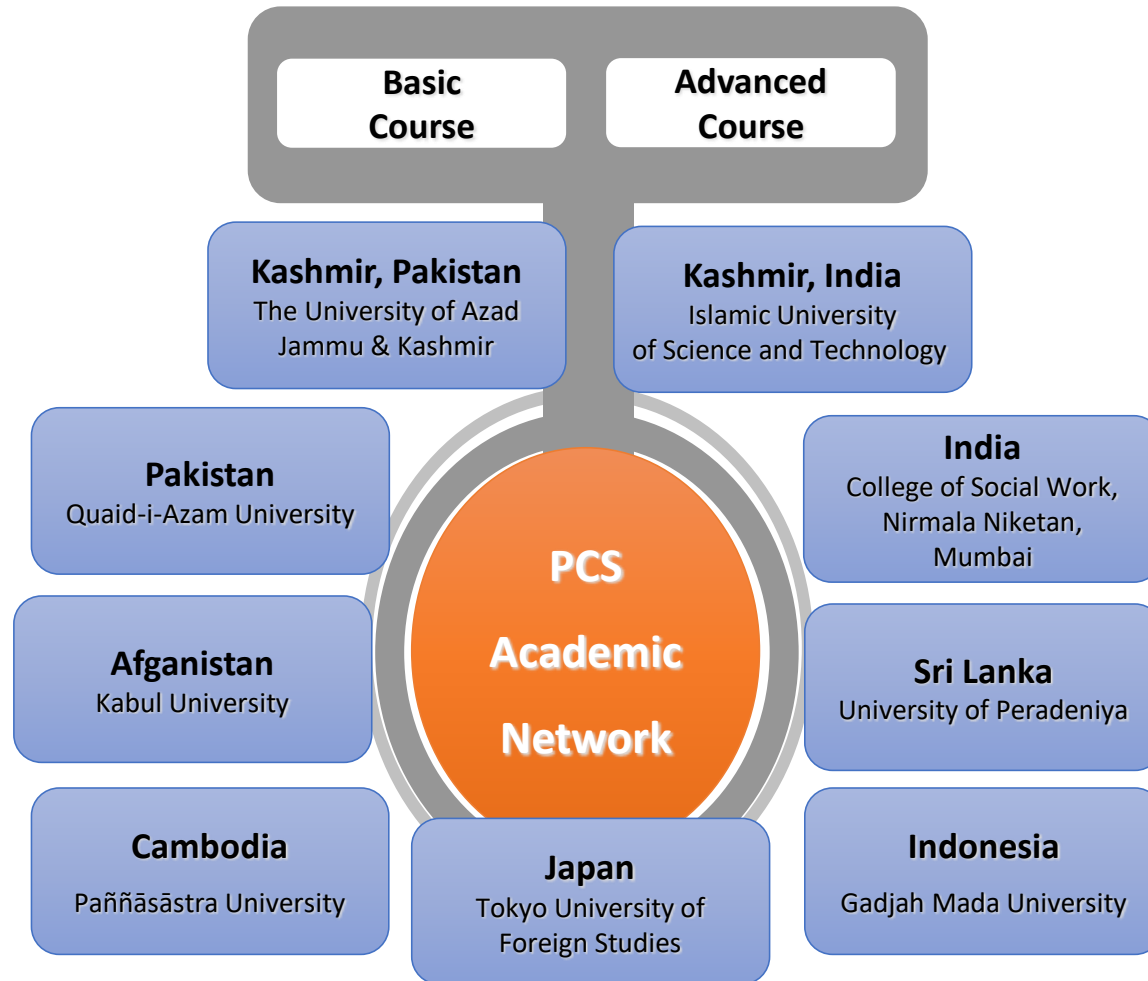 Basic
Course
Advanced
Course
Kashmir, Pakistan
The University of Azad
Jammu & Kashmir
Kashmir, India
Islamic University
of Science and Technology
Pakistan
Quaid-i-Azam University
India
College of Social Work,
Nirmala Niketan,
Mumbai
PCS
Academic
Network
Afganistan
Kabul University
Sri Lanka
University of Peradeniya
Cambodia
Paññāsāstra University
Japan
Tokyo University of
Foreign Studies
Indonesia
Gadjah Mada University